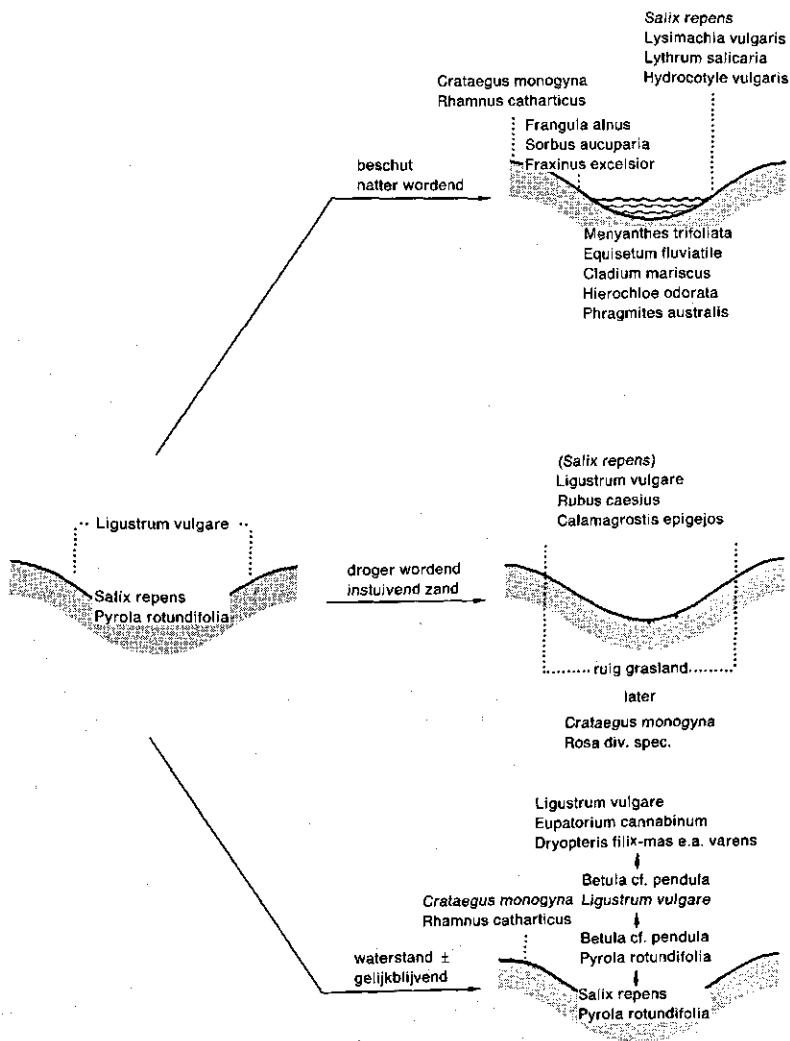 Salix repens
Lysimachia vulgaris
Lythrum salicaria
Hydrocotyle vulgaris
Crataegus monogyna
Rhamnus catharticus
Frangula alnus
Sorbus aucuparia
Fraxinus excelsior
beschut
natter wordend
Menyanthes trifoliata
Equisetum fluviatile
Cladium mariscus
Hierochloe odorata
Phragmites australis
(Salix repens)
Ligustrum vulgare
Rubus caesius
Calamagrostis epigejos
Ligustrum vulgare
Salix repens
Pyrola rotundifolia
droger wordend
instuivend zand
ruig grasland
later
Crataegus monogyna
Rosa div. spec.
Ligustrum vulgare
Eupatorium cannabinum
Dryopteris filix-mas e.a. varens
Betula cf. pendula
Ligustrum vulgare
Crataegus monogyna
Rhamnus catharticus
Betula cf. pendula
Pyrola rotundifolia
waterstand ±
gelijkblijvend
Salix repens
Pyrola rotundifolia